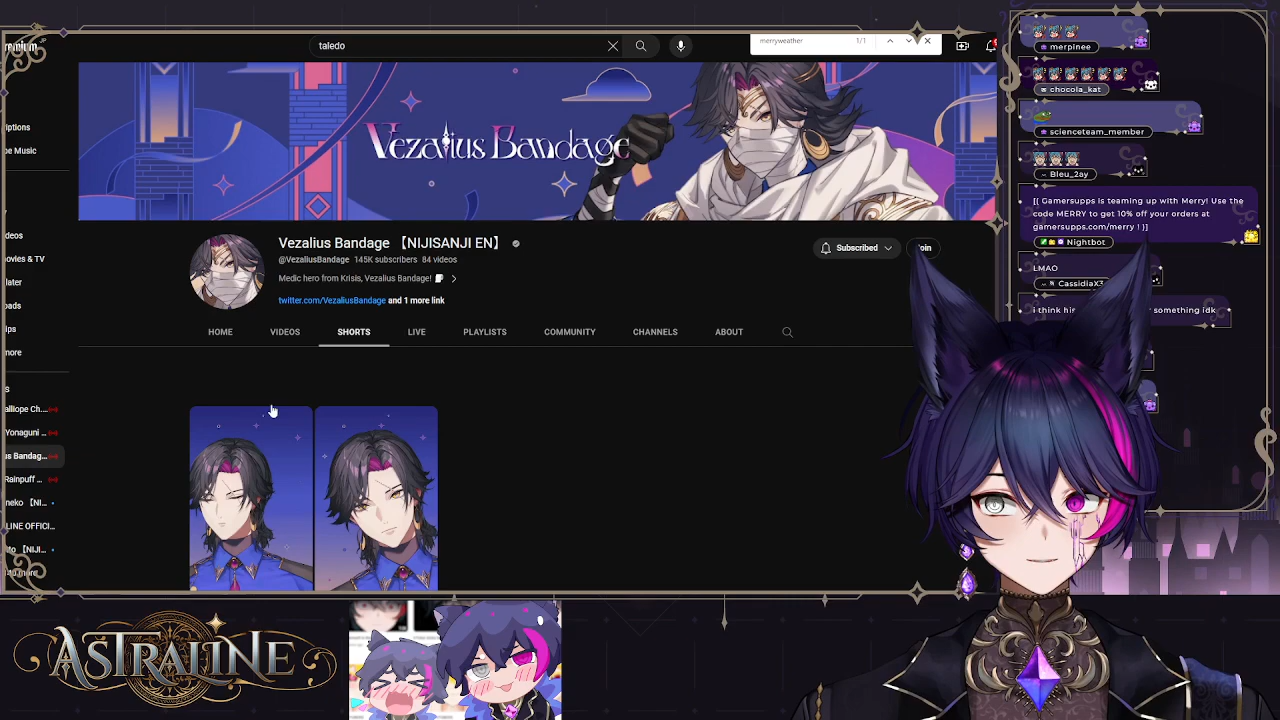 taledo
merryweather
1/1
Vezalius Bandage
Vezalius Bandage 【NIJISANJI EN】
@VezaliusBandage 145K subscribers 84 videos
Medic hero from Krisis, Vezalius Bandage!
twitter.com/VezaliusBandage and 1 more link
Subscribed
HOME
VIDEOS
SHORTS
LIVE
PLAYLISTS
COMMUNITY
CHANNELS
ABOUT
merpinee
chocola_kat
scienceteam_member
Bleu_2ay
[( Gamersupps is teaming up with Merry! Use the
code MERRY to get 10% off your orders at
gamersupps.com/merry ! )]
Nightbot
LMAO
i think his
something idk
ASTRALINE